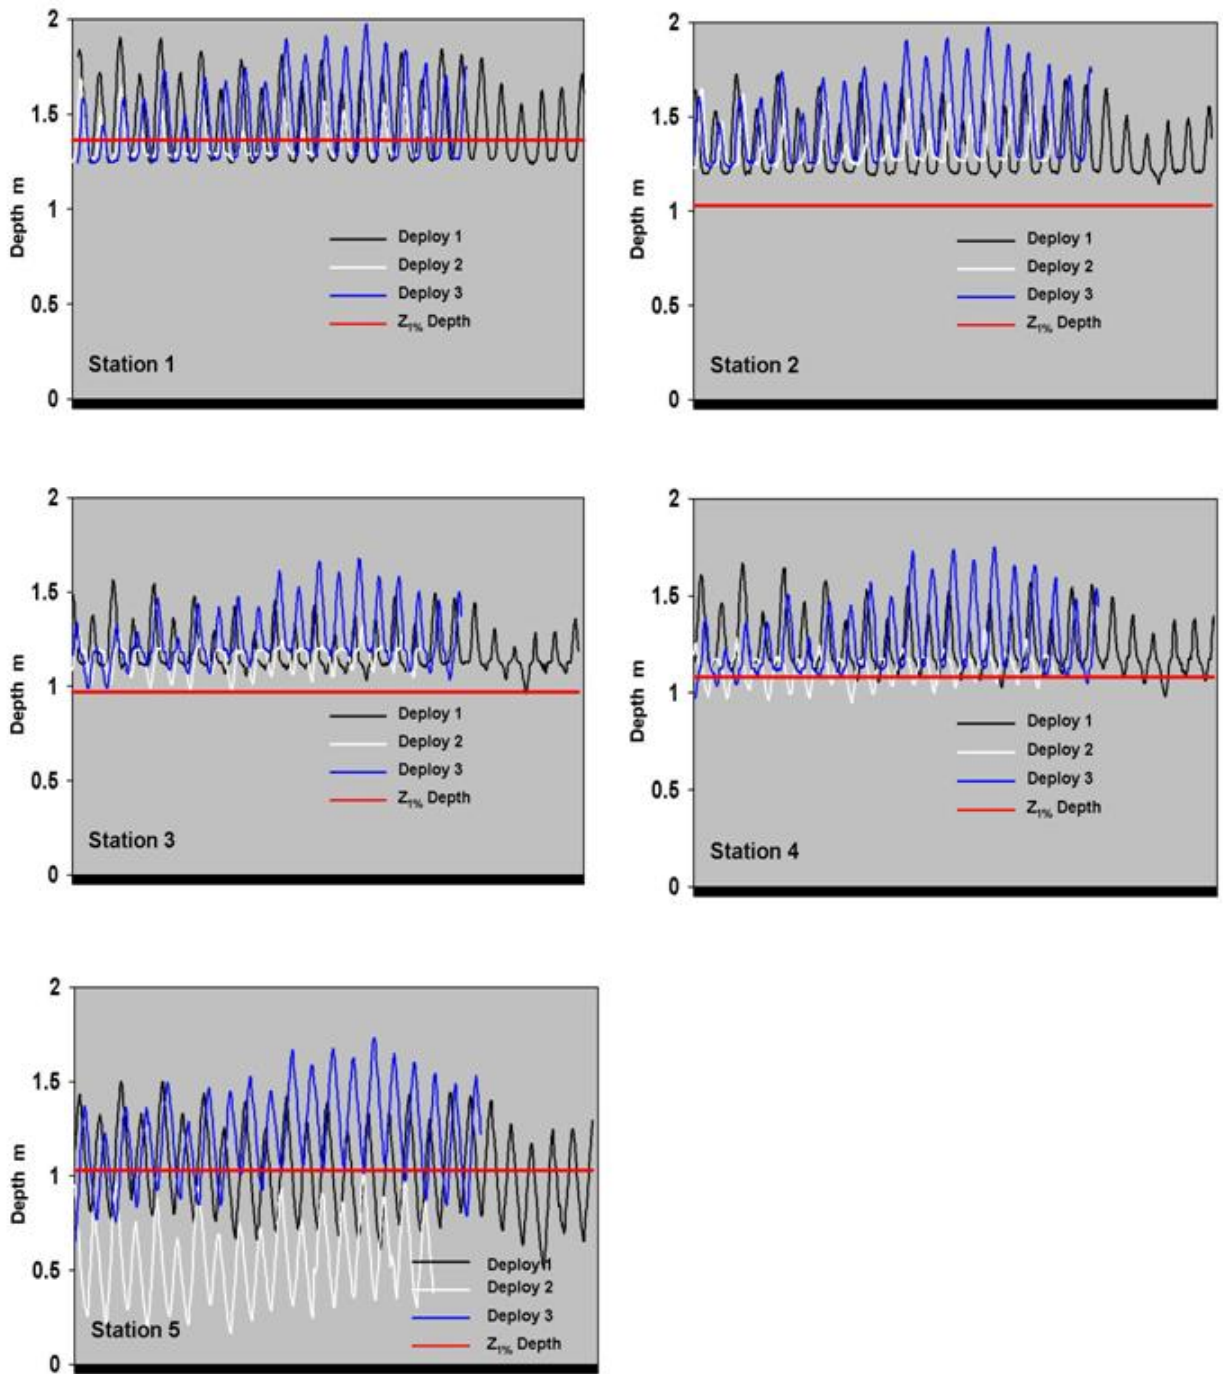 2
1.5
1
0.5
0
Depth m
Deploy 1
Deploy 2
Deploy 3
Z1% Depth
Station 1
2
1.5
1
0.5
0
Depth m
Deploy 1
Deploy 2
Deploy 3
Z1% Depth
Station 2
2
1.5
1
0.5
0
Depth m
Deploy 1
Deploy 2
Deploy 3
Z1% Depth
Station 3
2
1.5
1
0.5
0
Depth m
Deploy 1
Deploy 2
Deploy 3
Z1% Depth
Station 4
2
1.5
1
0.5
0
Depth m
Deploy 1
Deploy 2
Deploy 3
Z1% Depth
Station 5